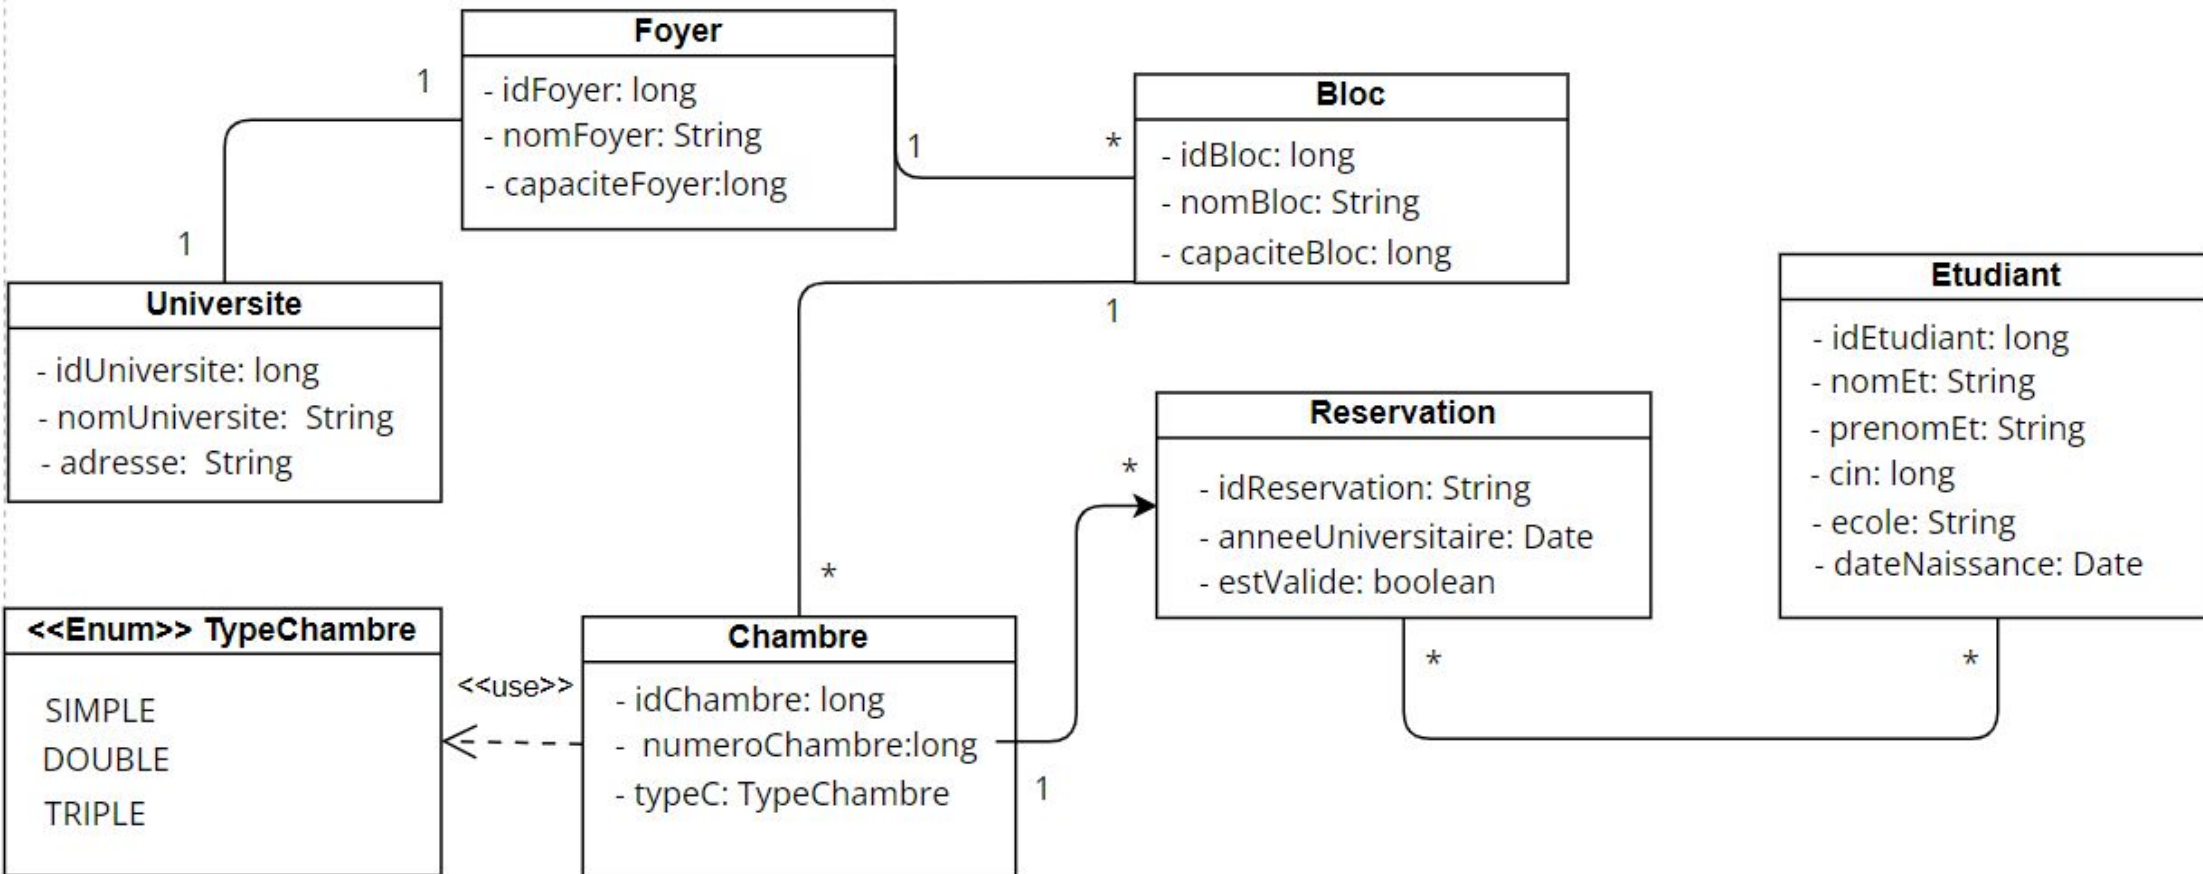 Foyer
- idFoyer: long
- nomFoyer: String
- capaciteFoyer:long
1
1
1
*
Bloc
- idBloc: long
- nomBloc: String
- capaciteBloc: long
1
*
Universite
- idUniversite: long
- nomUniversite:  String
- adresse:  String
Etudiant
- idEtudiant: long
- nomEt: String
- prenomEt: String
- cin: long
- ecole: String
- dateNaissance: Date
*
Reservation
- idReservation: String
- anneeUniversitaire: Date
- estValide: boolean
*
*
<<Enum>> TypeChambre
SIMPLE
DOUBLE
TRIPLE
<<use>>
Chambre
- idChambre: long
-  numeroChambre:long
- typeC: TypeChambre
1